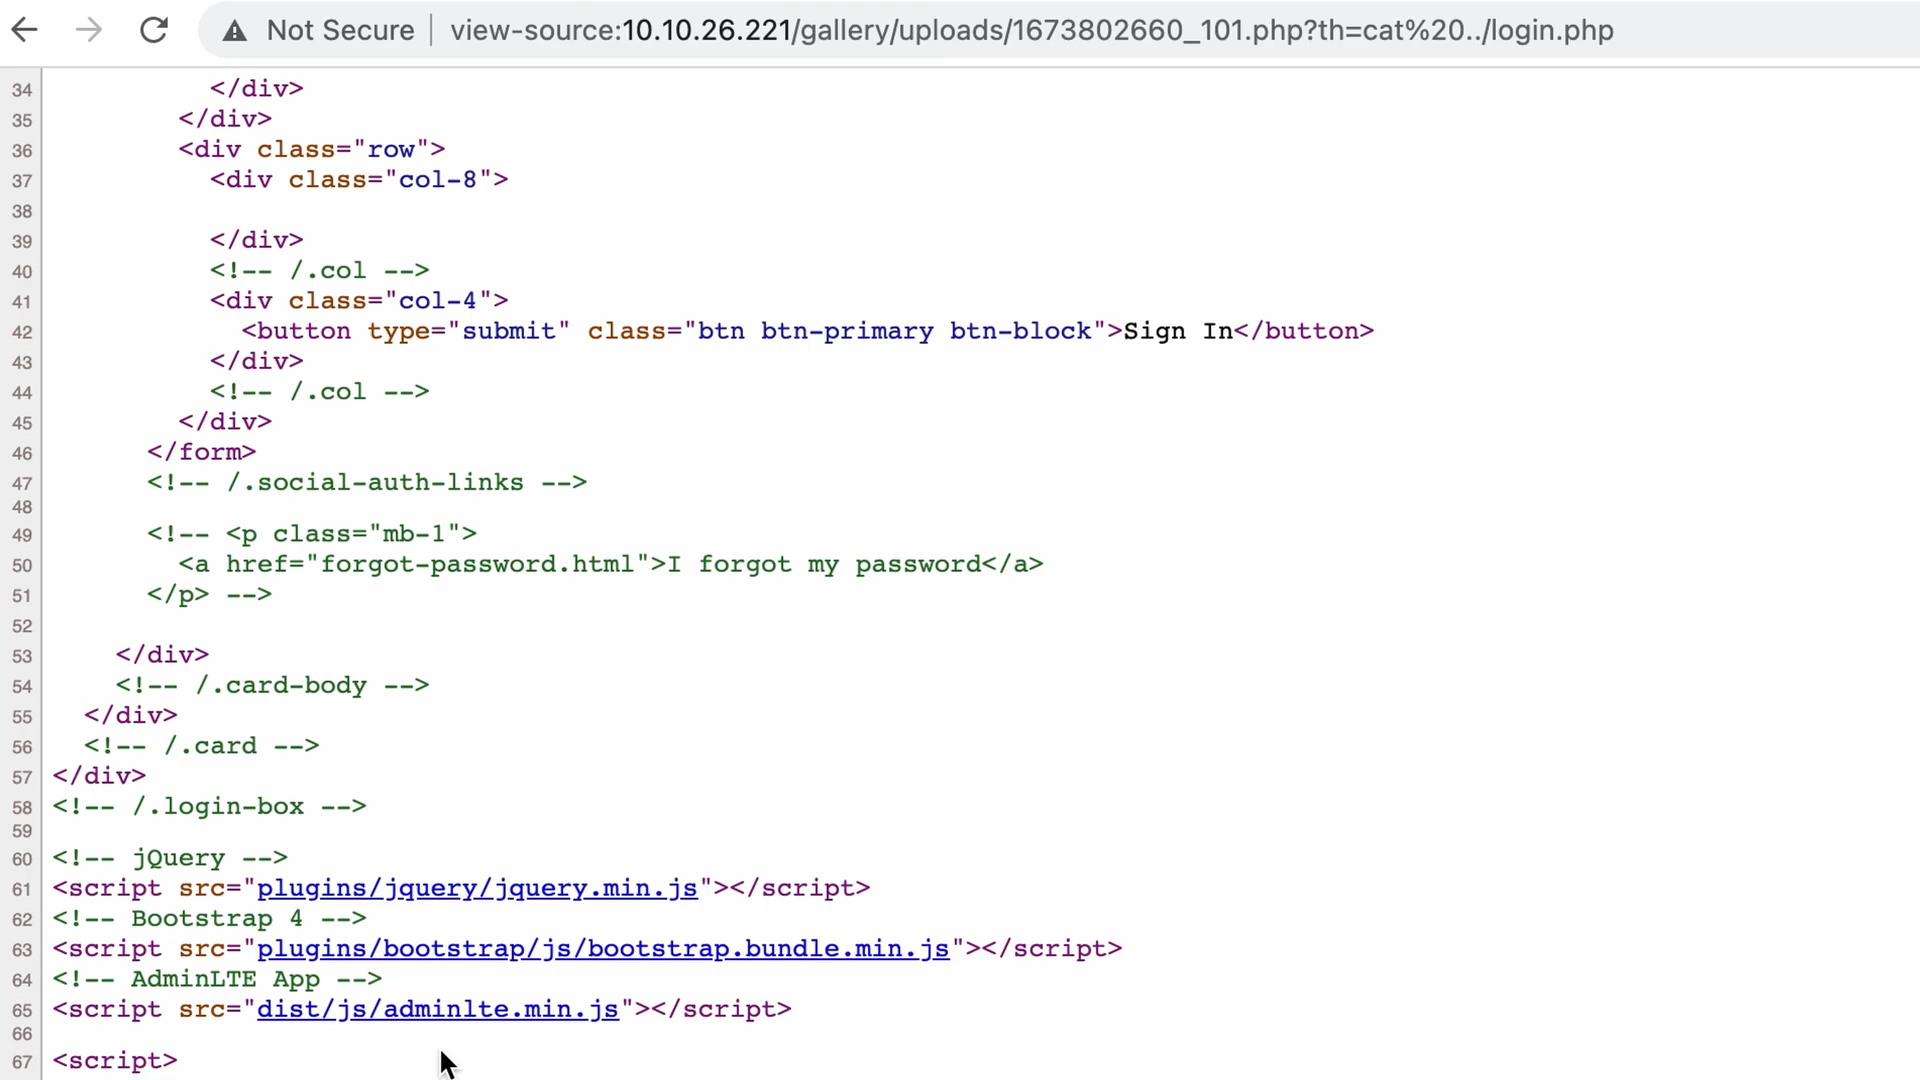 Not Secure | view-source:10.10.26.221/gallery/uploads/1673802660_101.php?th=cat%20../login.php
34 </div>
35 </div>
36 <div class="row">
37 <div class="col-8">
38
39 </div>
40 <!-- /.col -->
41 <div class="col-4">
42 <button type="submit" class="btn btn-primary btn-block">Sign In</button>
43 </div>
44 <!-- /.col -->
45 </div>
46 </form>
47 <!-- /.social-auth-links -->
48
49 <!-- <p class="mb-1">
50 <a href="forgot-password.html">I forgot my password</a>
51 </p> -->
52
53 </div>
54 <!-- /.card-body -->
55 </div>
56 <!-- /.card -->
57 </div>
58 <!-- /.login-box -->
59
60 <!-- jQuery -->
61 <script src="plugins/jquery/jquery.min.js"></script>
62 <!-- Bootstrap 4 -->
63 <script src="plugins/bootstrap/js/bootstrap.bundle.min.js"></script>
64 <!-- AdminLTE App -->
65 <script src="dist/js/adminlte.min.js"></script>
66
67 <script>